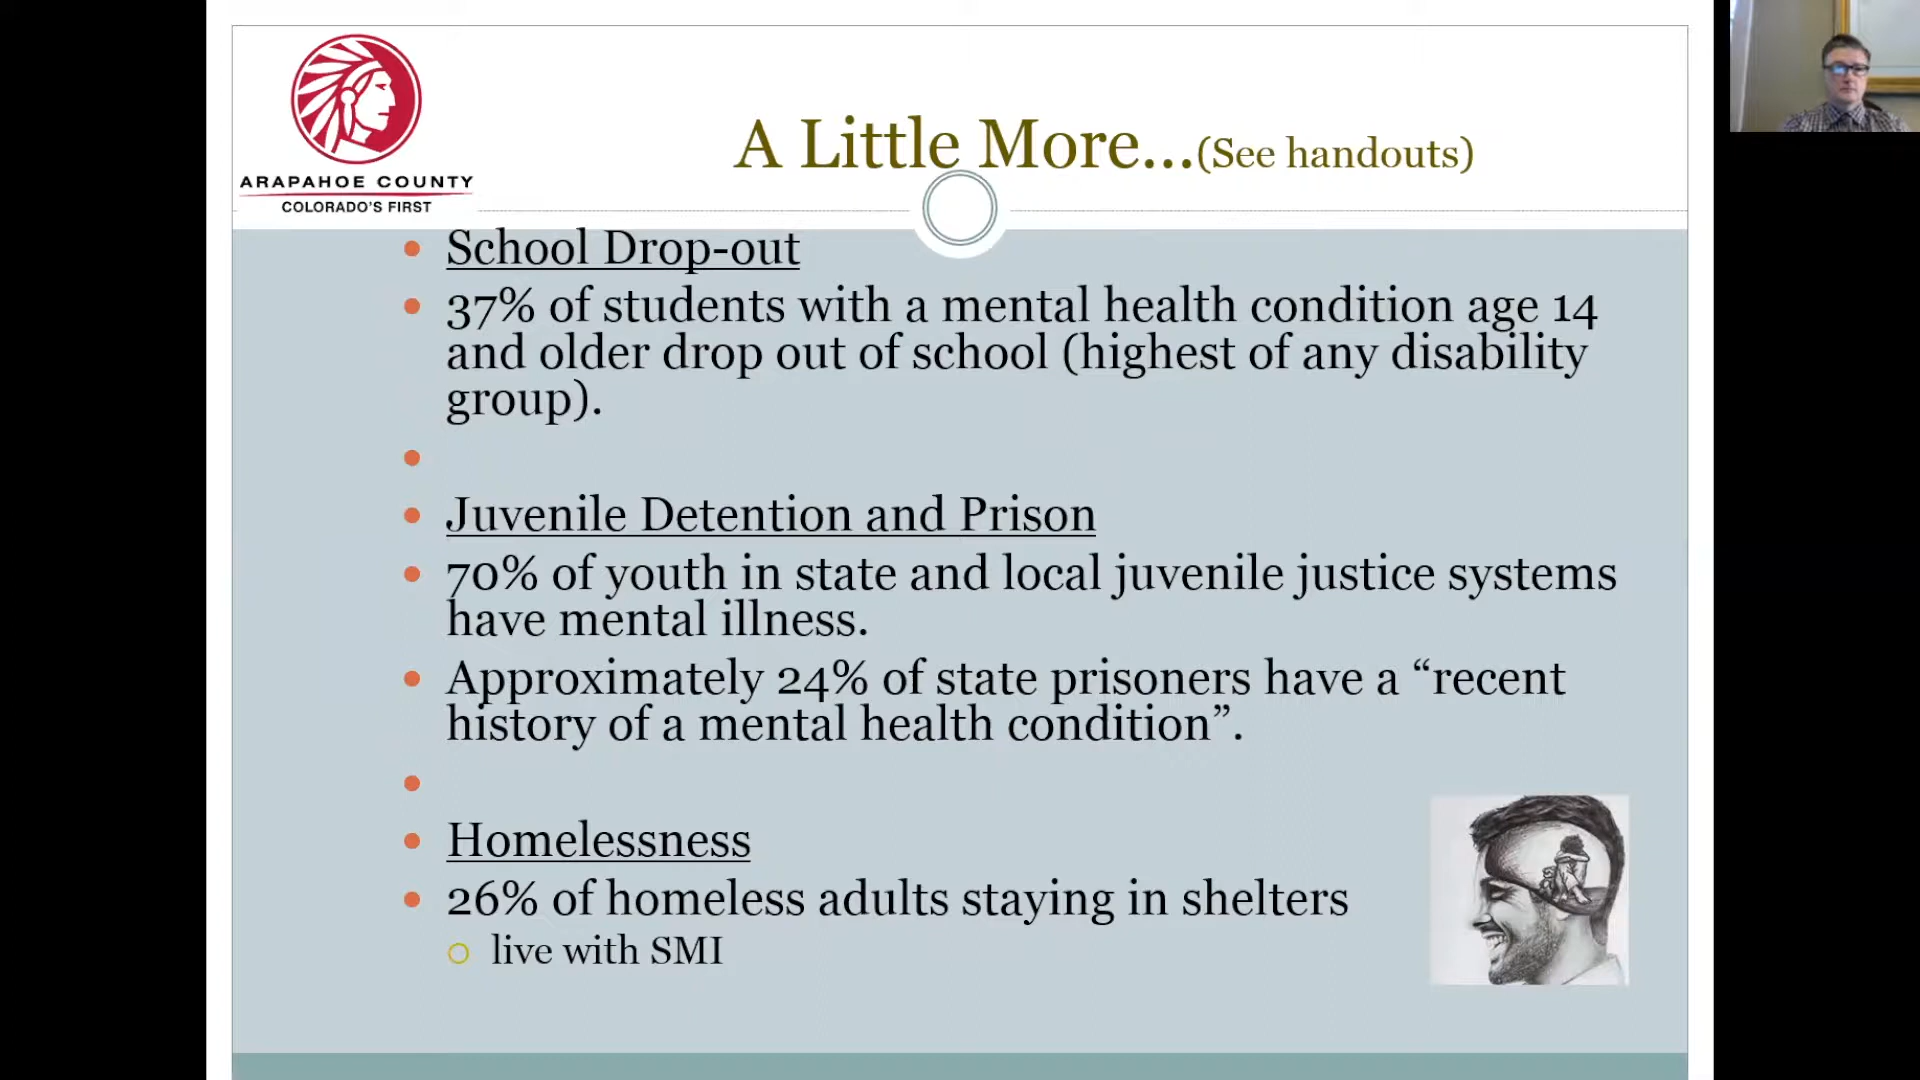 ARAPAHOE COUNTY
COLORADO'S FIRST
A Little More...(See handouts)
School Drop-out
37% of students with a mental health condition age 14
and older drop out of school (highest of any disability
group).
Juvenile Detention and Prison
70% of youth in state and local juvenile justice systems
have mental illness.
Approximately 24% of state prisoners have a “recent
history of a mental health condition”.
Homelessness
26% of homeless adults staying in shelters
live with SMI